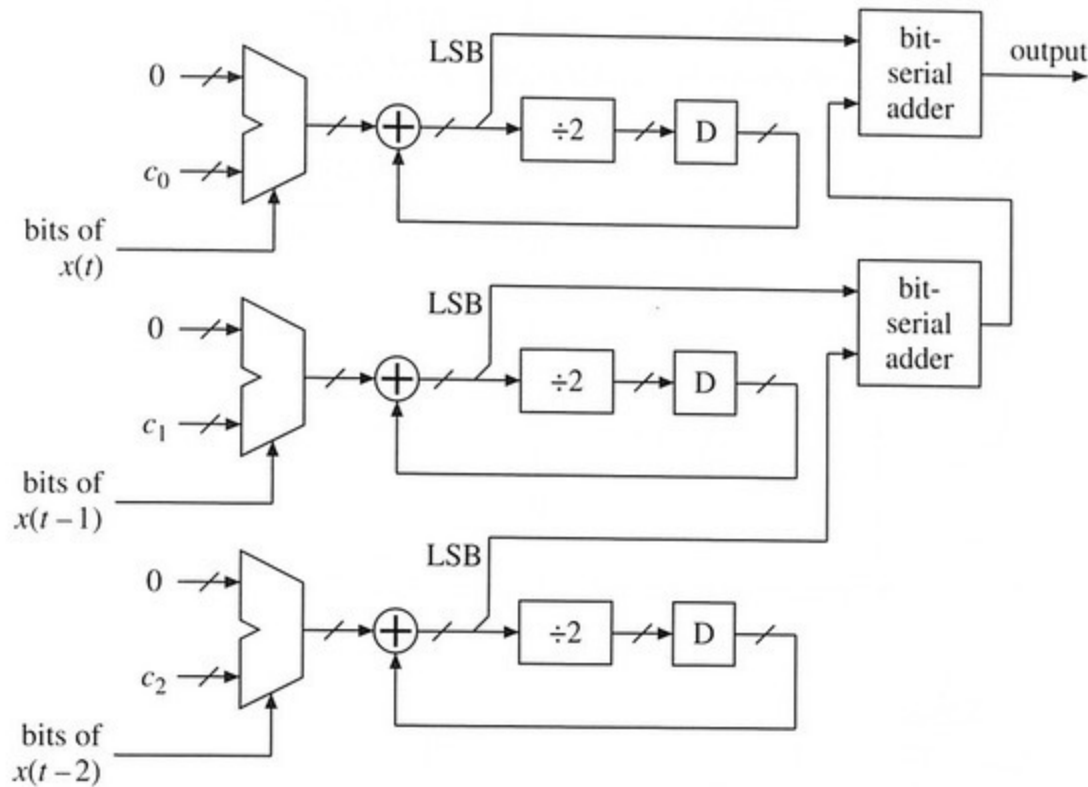 0
c₀
bits of
x(t)
LSB
÷2
D
bit-
serial
adder
output
0
c₁
bits of
x(t – 1)
LSB
÷2
D
bit-
serial
adder
0
c₂
bits of
x(t – 2)
LSB
÷2
D